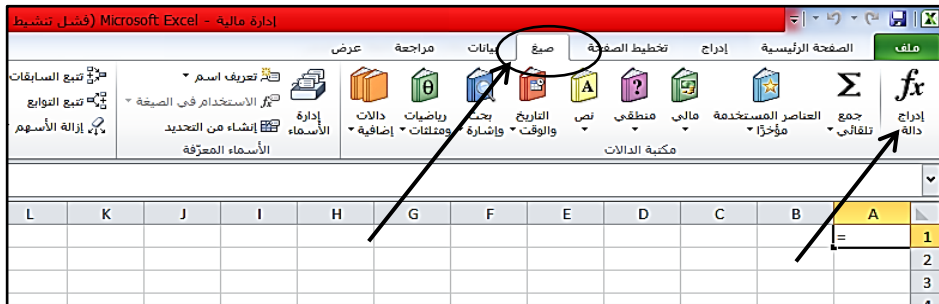 إدارة مالية - Microsoft Excel (فشل تنشيط
ملف الصفحة الرئيسية إدراج تخطيط الصفحة صيغ بيانات مراجعة عرض
fx إدراج دالة
Σ جمع تلقائي
العناصر المستخدمة مؤخرًا
مالي
منطقي
نص
التاريخ والوقت
بحث وإشارة
رياضيات ومثلثات
دالات إضافية
مكتبة الدالات
إدارة الأسماء
تعريف اسم
الاستخدام في الصيغة
إنشاء من التحديد
الأسماء المعرّفة
تتبع السابقات
تتبع التوابع
إزالة الأسهم
A B C D E F G H I J K L
1 =
2
3